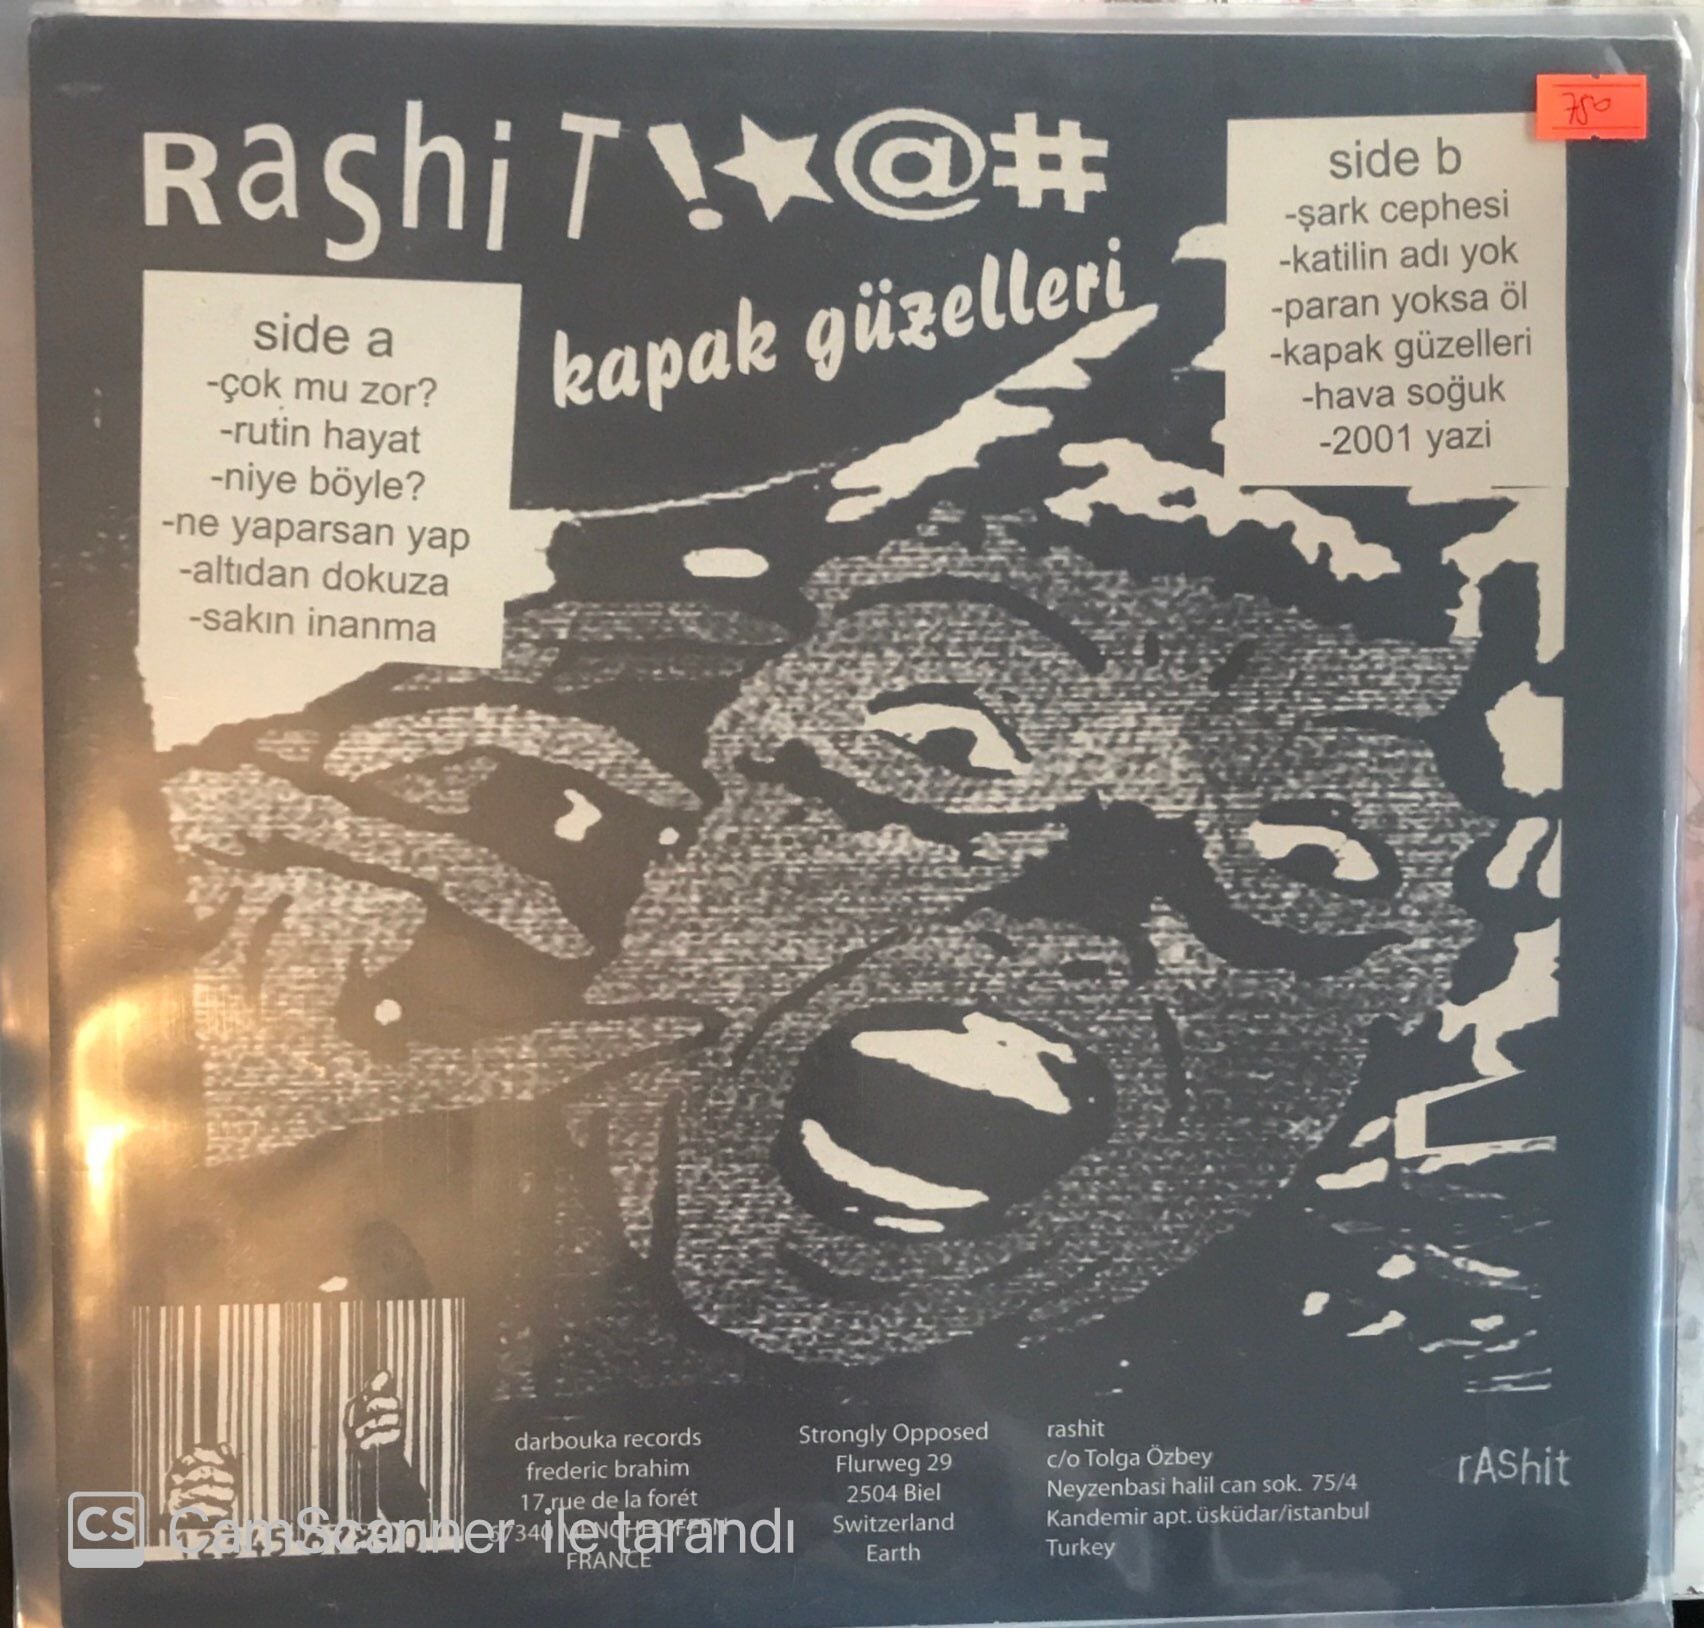 Rashit !★@#
kapak güzelleri
side a
-çok mu zor?
-rutin hayat
-niye böyle?
-ne yaparsan yap
-altıdan dokuza
-sakın inanma
side b
-şark cephesi
-katilin adı yok
-paran yoksa öl
-kapak güzelleri
-hava soğuk
-2001 yazi
750
darbouka records
frederic brahim
17,rue de la forét
67340 MENCHHOFFEN
FRANCE
Strongly Opposed
Flurweg 29
2504 Biel
Switzerland
Earth
rashit
c/o Tolga Özbey
Neyzenbasi halil can sok. 75/4
Kandemir apt. üsküdar/istanbul
Turkey
rAShit
CS CamScanner ile tarandı